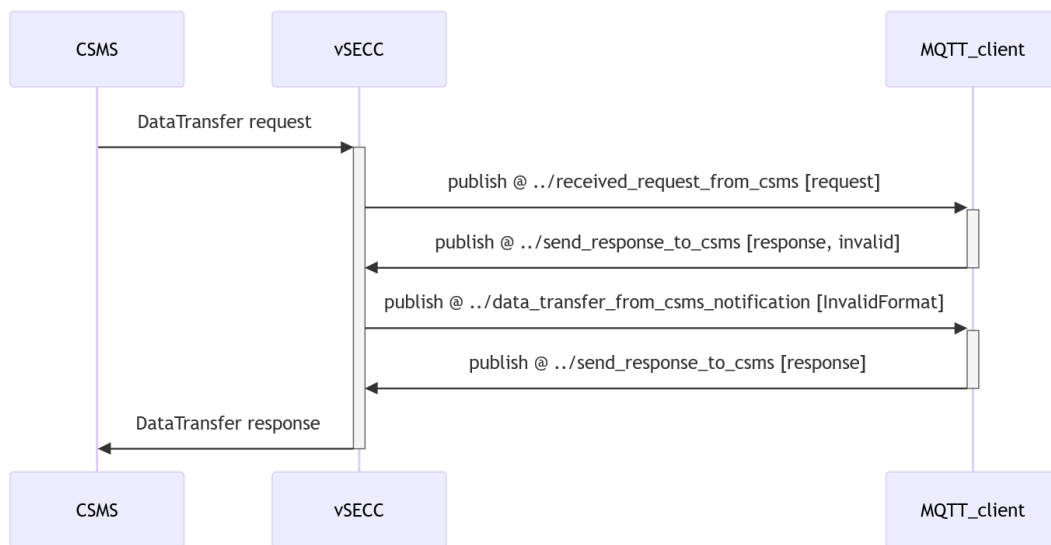 CSMS
vSECC
MQTT_client
DataTransfer request
publish @ ../received_request_from_csms [request]
publish @ ../send_response_to_csms [response, invalid]
publish @ ../data_transfer_from_csms_notification [InvalidFormat]
publish @ ../send_response_to_csms [response]
DataTransfer response
CSMS
vSECC
MQTT_client